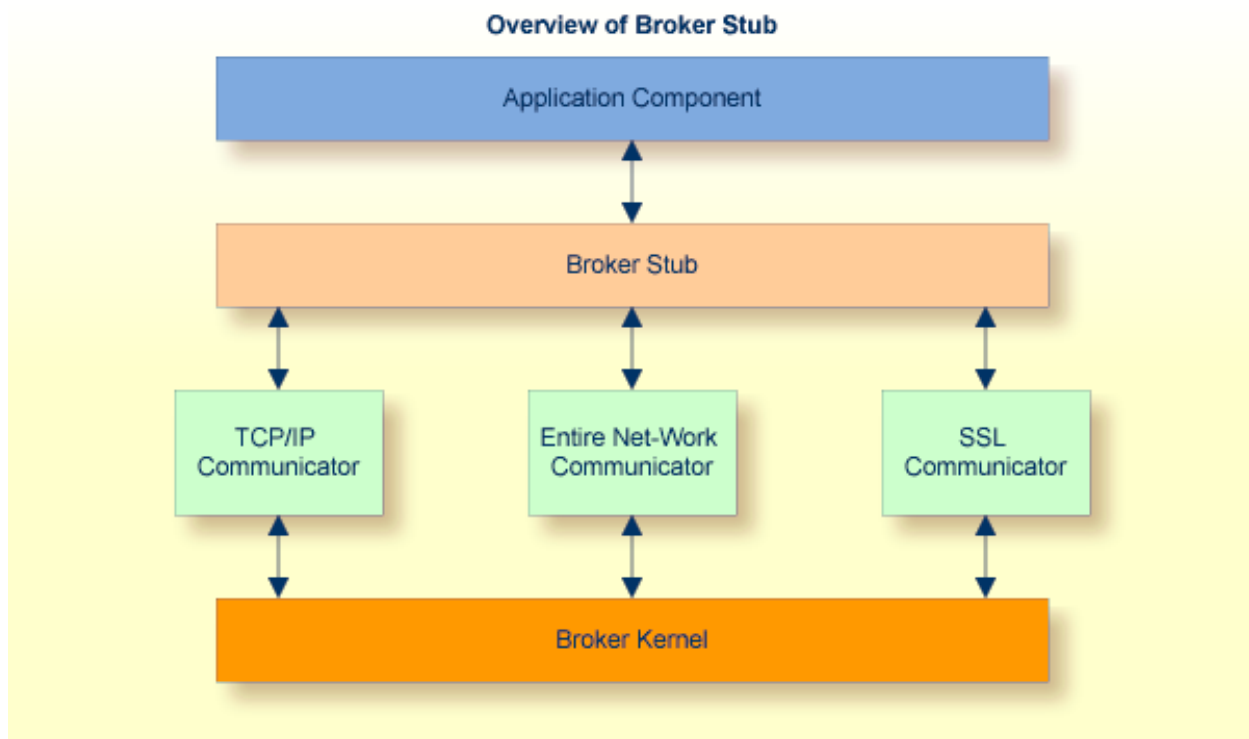 Overview of Broker Stub
Application Component
Broker Stub
TCP/IP
Communicator
Entire Net-Work
Communicator
SSL
Communicator
Broker Kernel